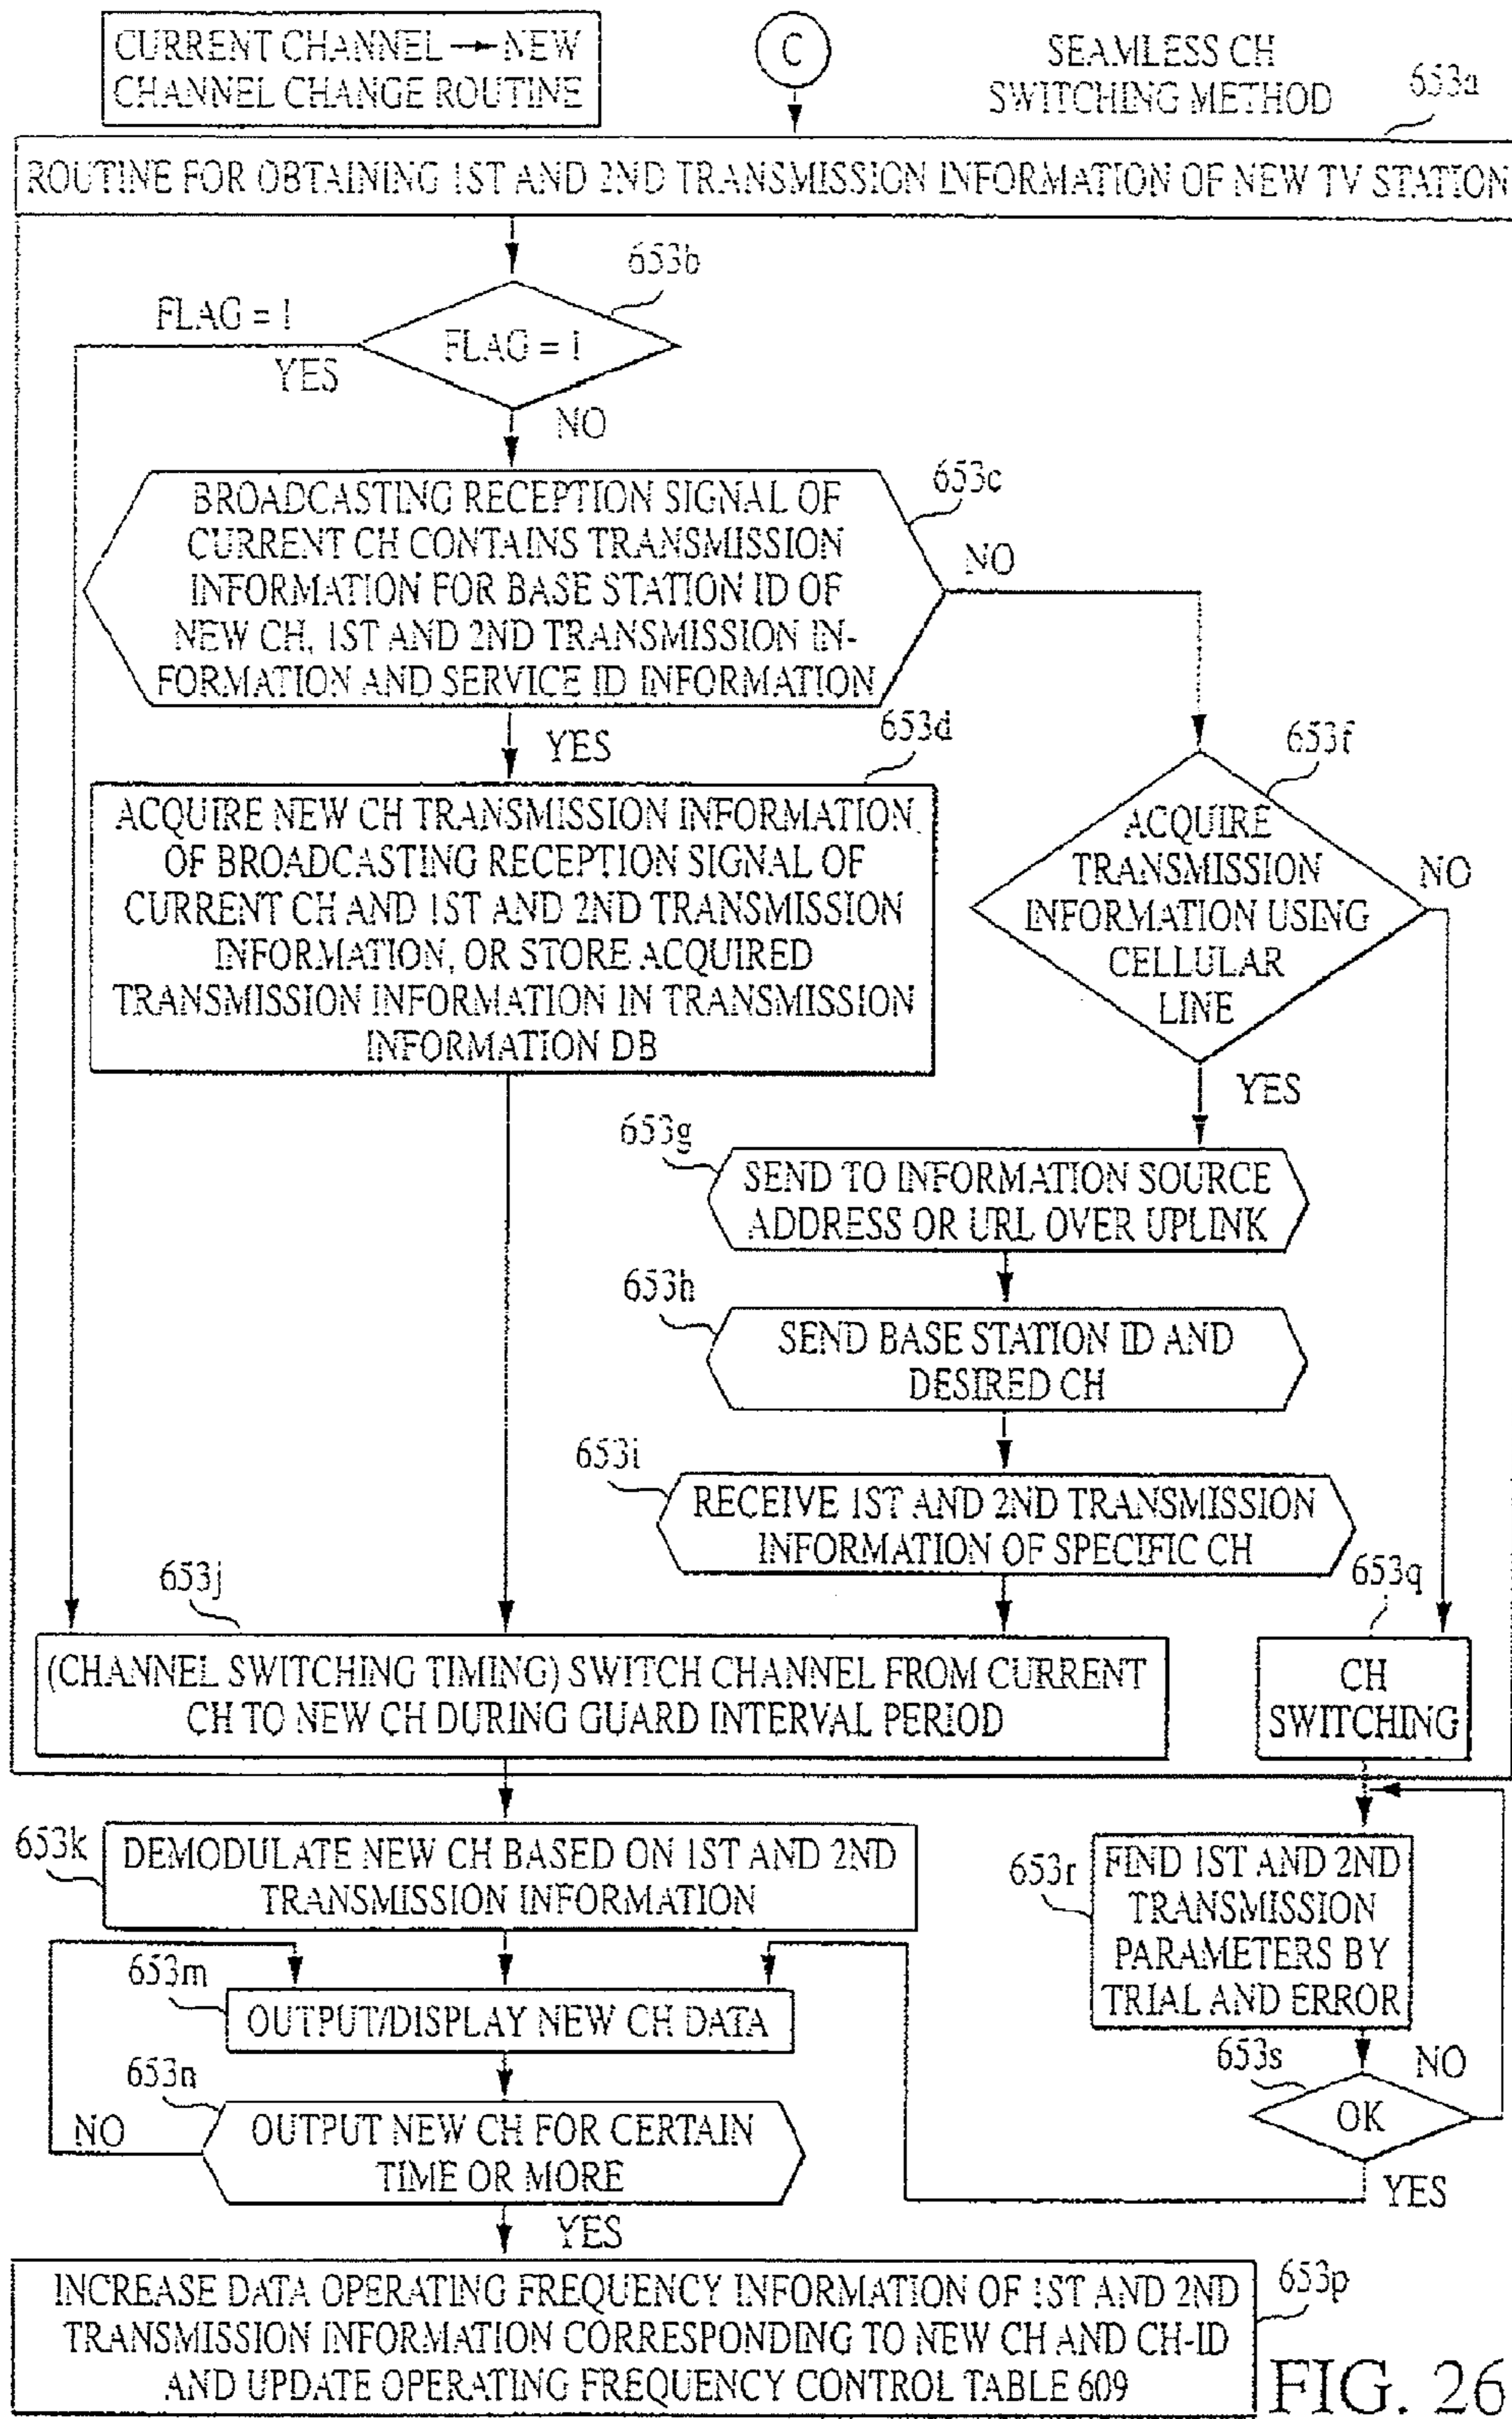 CURRENT CHANNEL → NEW
CHANNEL CHANGE ROUTINE
C
SEAMLESS CH
SWITCHING METHOD
653a
ROUTINE FOR OBTAINING 1ST AND 2ND TRANSMISSION INFORMATION OF NEW TV STATION
653b
FLAG = 1
YES
FLAG = 1
NO
653c
BROADCASTING RECEPTION SIGNAL OF
CURRENT CH CONTAINS TRANSMISSION
INFORMATION FOR BASE STATION ID OF
NEW CH, 1ST AND 2ND TRANSMISSION IN-
FORMATION AND SERVICE ID INFORMATION
NO
YES
653d
ACQUIRE NEW CH TRANSMISSION INFORMATION
OF BROADCASTING RECEPTION SIGNAL OF
CURRENT CH AND 1ST AND 2ND TRANSMISSION
INFORMATION, OR STORE ACQUIRED
TRANSMISSION INFORMATION IN TRANSMISSION
INFORMATION DB
653f
ACQUIRE
TRANSMISSION
INFORMATION USING
CELLULAR
LINE
NO
YES
653g
SEND TO INFORMATION SOURCE
ADDRESS OR URL OVER UPLINK
653h
SEND BASE STATION ID AND
DESIRED CH
653i
RECEIVE 1ST AND 2ND TRANSMISSION
INFORMATION OF SPECIFIC CH
653j
(CHANNEL SWITCHING TIMING) SWITCH CHANNEL FROM CURRENT
CH TO NEW CH DURING GUARD INTERVAL PERIOD
653q
CH
SWITCHING
653k
DEMODULATE NEW CH BASED ON 1ST AND 2ND
TRANSMISSION INFORMATION
653r
FIND 1ST AND 2ND
TRANSMISSION
PARAMETERS BY
TRIAL AND ERROR
653m
OUTPUT/DISPLAY NEW CH DATA
653s
OK
NO
YES
653n
OUTPUT NEW CH FOR CERTAIN
TIME OR MORE
NO
YES
653p
INCREASE DATA OPERATING FREQUENCY INFORMATION OF 1ST AND 2ND
TRANSMISSION INFORMATION CORRESPONDING TO NEW CH AND CH-ID
AND UPDATE OPERATING FREQUENCY CONTROL TABLE 609
FIG. 26